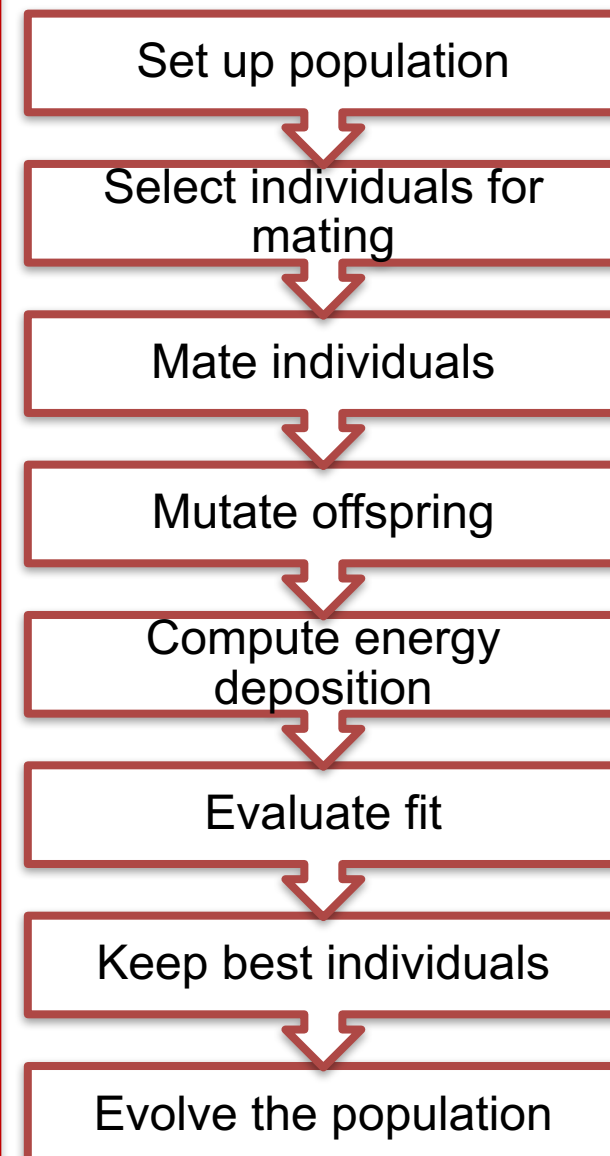 Set up population
Select individuals for
mating
Mate individuals
Mutate offspring
Compute energy
deposition
Evaluate fit
Keep best individuals
Evolve the population